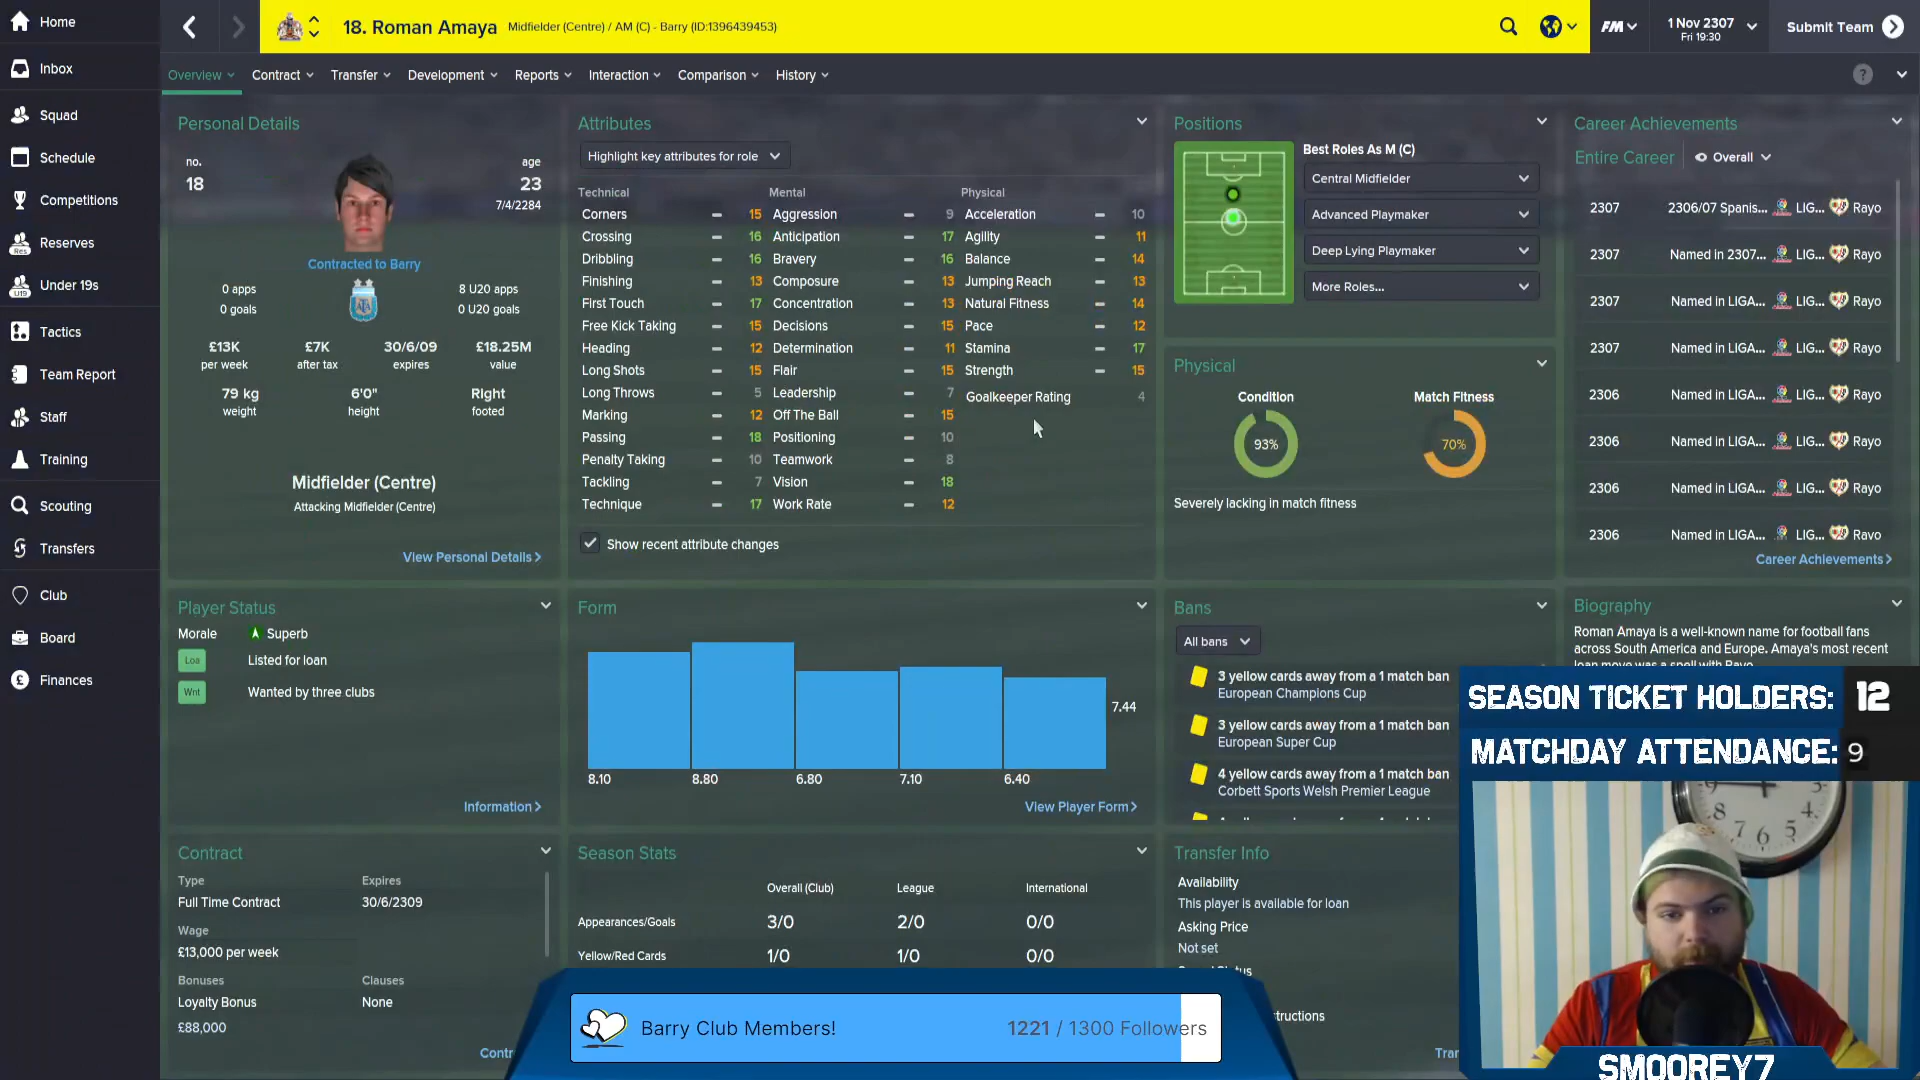 Home
Inbox
Squad
Schedule
Competitions
Reserves
Under 19s
Tactics
Team Report
Staff
Training
Scouting
Transfers
Club
Board
Finances
18. Roman Amaya
Midfielder (Centre) / AM (C) - Barry (ID:1396439453)
FM
1 Nov 2307
Fri 19:30
Submit Team
Overview
Contract
Transfer
Development
Reports
Interaction
Comparison
History
Personal Details
no.
18
age
23
7/4/2284
Contracted to Barry
0 apps
0 goals
8 U20 apps
0 U20 goals
£13K
per week
£7K
after tax
30/6/09
expires
£18.25M
value
79 kg
weight
6'0"
height
Right
footed
Midfielder (Centre)
Attacking Midfielder (Centre)
View Personal Details >
Attributes
Highlight key attributes for role
Technical Mental Physical
Corners - 15 Aggression - 9 Acceleration - 10
Crossing - 16 Anticipation - 17 Agility - 11
Dribbling - 16 Bravery - 16 Balance - 14
Finishing - 13 Composure - 13 Jumping Reach - 13
First Touch - 17 Concentration - 13 Natural Fitness - 14
Free Kick Taking - 15 Decisions - 15 Pace - 12
Heading - 12 Determination - 11 Stamina - 17
Long Shots - 15 Flair - 15 Strength - 15
Long Throws - 5 Leadership - 7 Goalkeeper Rating 4
Marking - 12 Off The Ball - 15
Passing - 18 Positioning - 10
Penalty Taking - 10 Teamwork - 8
Tackling - 7 Vision - 18
Technique - 17 Work Rate - 12
Show recent attribute changes
Positions
Best Roles As M (C)
Central Midfielder
Advanced Playmaker
Deep Lying Playmaker
More Roles...
Physical
Condition
93%
Match Fitness
70%
Severely lacking in match fitness
Career Achievements
Entire Career
Overall
2307 2306/07 Spanis... LIG... Rayo
2307 Named in 2307... LIG... Rayo
2307 Named in LIGA... LIG... Rayo
2307 Named in LIGA... LIG... Rayo
2306 Named in LIGA... LIG... Rayo
2306 Named in LIGA... LIG... Rayo
2306 Named in LIGA... LIG... Rayo
2306 Named in LIGA... LIG... Rayo
Career Achievements >
Player Status
Morale Superb
Loa Listed for loan
Wnt Wanted by three clubs
Information >
Form
7.44
8.10 8.80 6.80 7.10 6.40
View Player Form >
Bans
All bans
3 yellow cards away from a 1 match ban
European Champions Cup
3 yellow cards away from a 1 match ban
European Super Cup
4 yellow cards away from a 1 match ban
Corbett Sports Welsh Premier League
Biography
Roman Amaya is a well-known name for football fans
across South America and Europe. Amaya's most recent
loan move was a spell with Rayo
Contract
Type
Full Time Contract
Expires
30/6/2309
Wage
£13,000 per week
Bonuses
Loyalty Bonus
£88,000
Clauses
None
Season Stats
Overall (Club) League International
Appearances/Goals 3/0 2/0 0/0
Yellow/Red Cards 1/0 1/0 0/0
Transfer Info
Availability
This player is available for loan
Asking Price
Not set
SEASON TICKET HOLDERS: 12
MATCHDAY ATTENDANCE: 9
Barry Club Members!
1221 / 1300 Followers
SMOOREY7